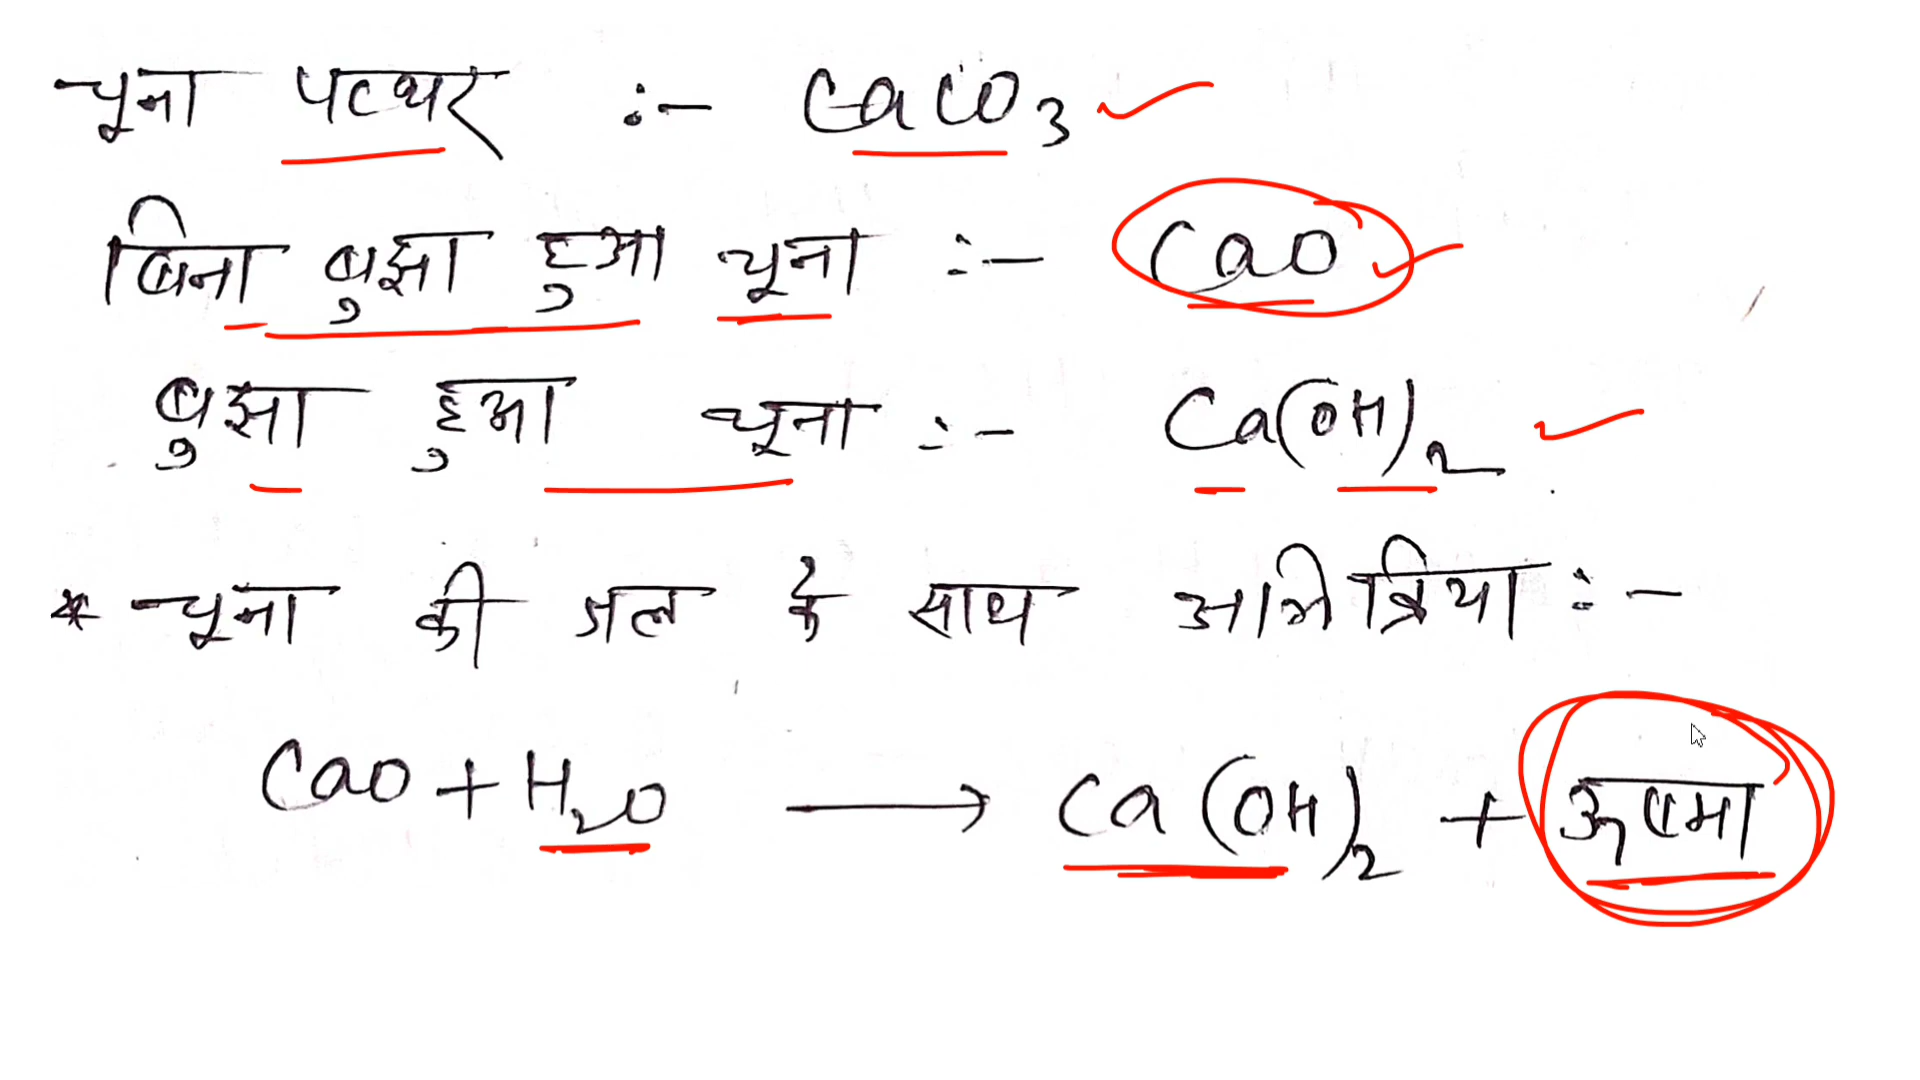 चूना पत्थर :- CaCO3
बिना बुझा हुआ चूना :- CaO
बुझा हुआ चूना :- Ca(OH)2
* चूना की जल के साथ अभिक्रिया :-
CaO + H2O → Ca(OH)2 + ऊष्मा